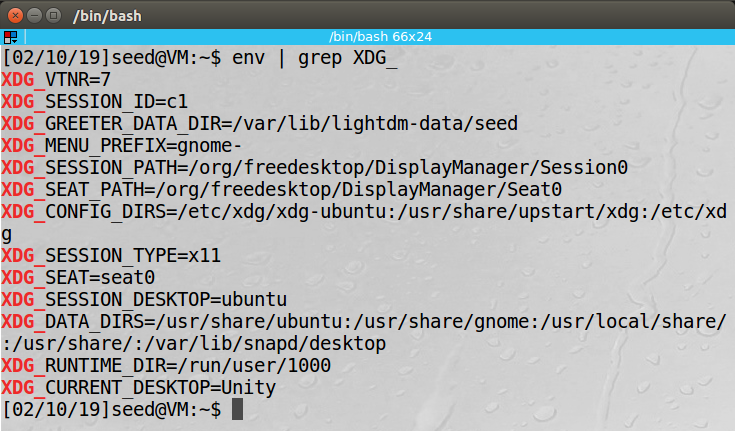 /bin/bash
/bin/bash 66x24
[02/10/19]seed@VM:~$ env | grep XDG_
XDG_VTNR=7
XDG_SESSION_ID=c1
XDG_GREETER_DATA_DIR=/var/lib/lightdm-data/seed
XDG_MENU_PREFIX=gnome-
XDG_SESSION_PATH=/org/freedesktop/DisplayManager/Session0
XDG_SEAT_PATH=/org/freedesktop/DisplayManager/Seat0
XDG_CONFIG_DIRS=/etc/xdg/xdg-ubuntu:/usr/share/upstart/xdg:/etc/xd
g
XDG_SESSION_TYPE=x11
XDG_SEAT=seat0
XDG_SESSION_DESKTOP=ubuntu
XDG_DATA_DIRS=/usr/share/ubuntu:/usr/share/gnome:/usr/local/share/
:/usr/share/:/var/lib/snapd/desktop
XDG_RUNTIME_DIR=/run/user/1000
XDG_CURRENT_DESKTOP=Unity
[02/10/19]seed@VM:~$